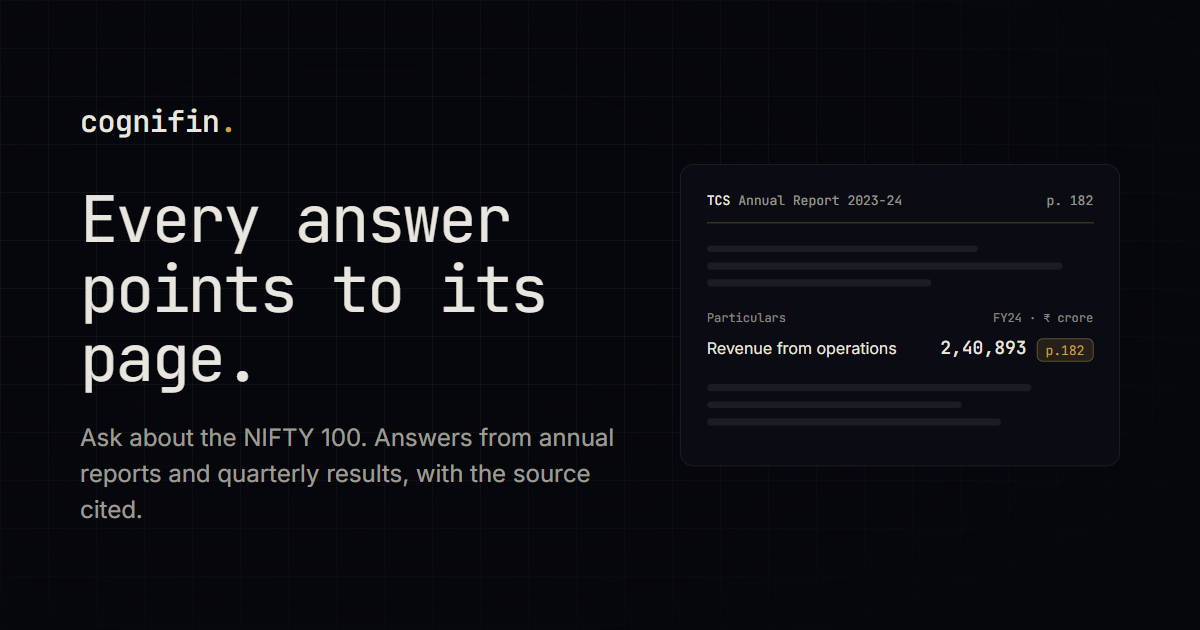 cognifin.
Every answer
points to its
page.
Ask about the NIFTY 100. Answers from annual
reports and quarterly results, with the source
cited.
TCS Annual Report 2023-24 p. 182
Particulars FY24 · ₹ crore
Revenue from operations 2,40,893 p.182